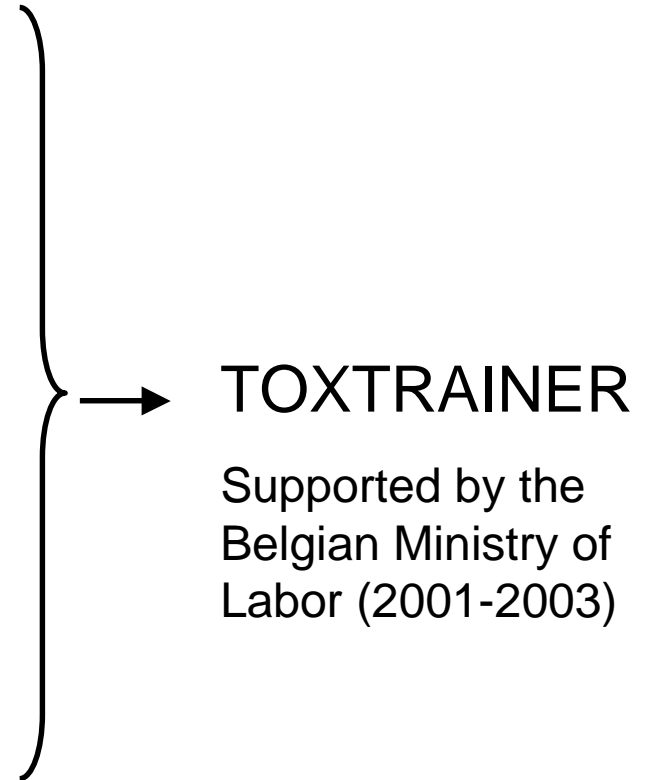 TOXTRAINER
Supported by the
Belgian Ministry of
Labor (2001-2003)